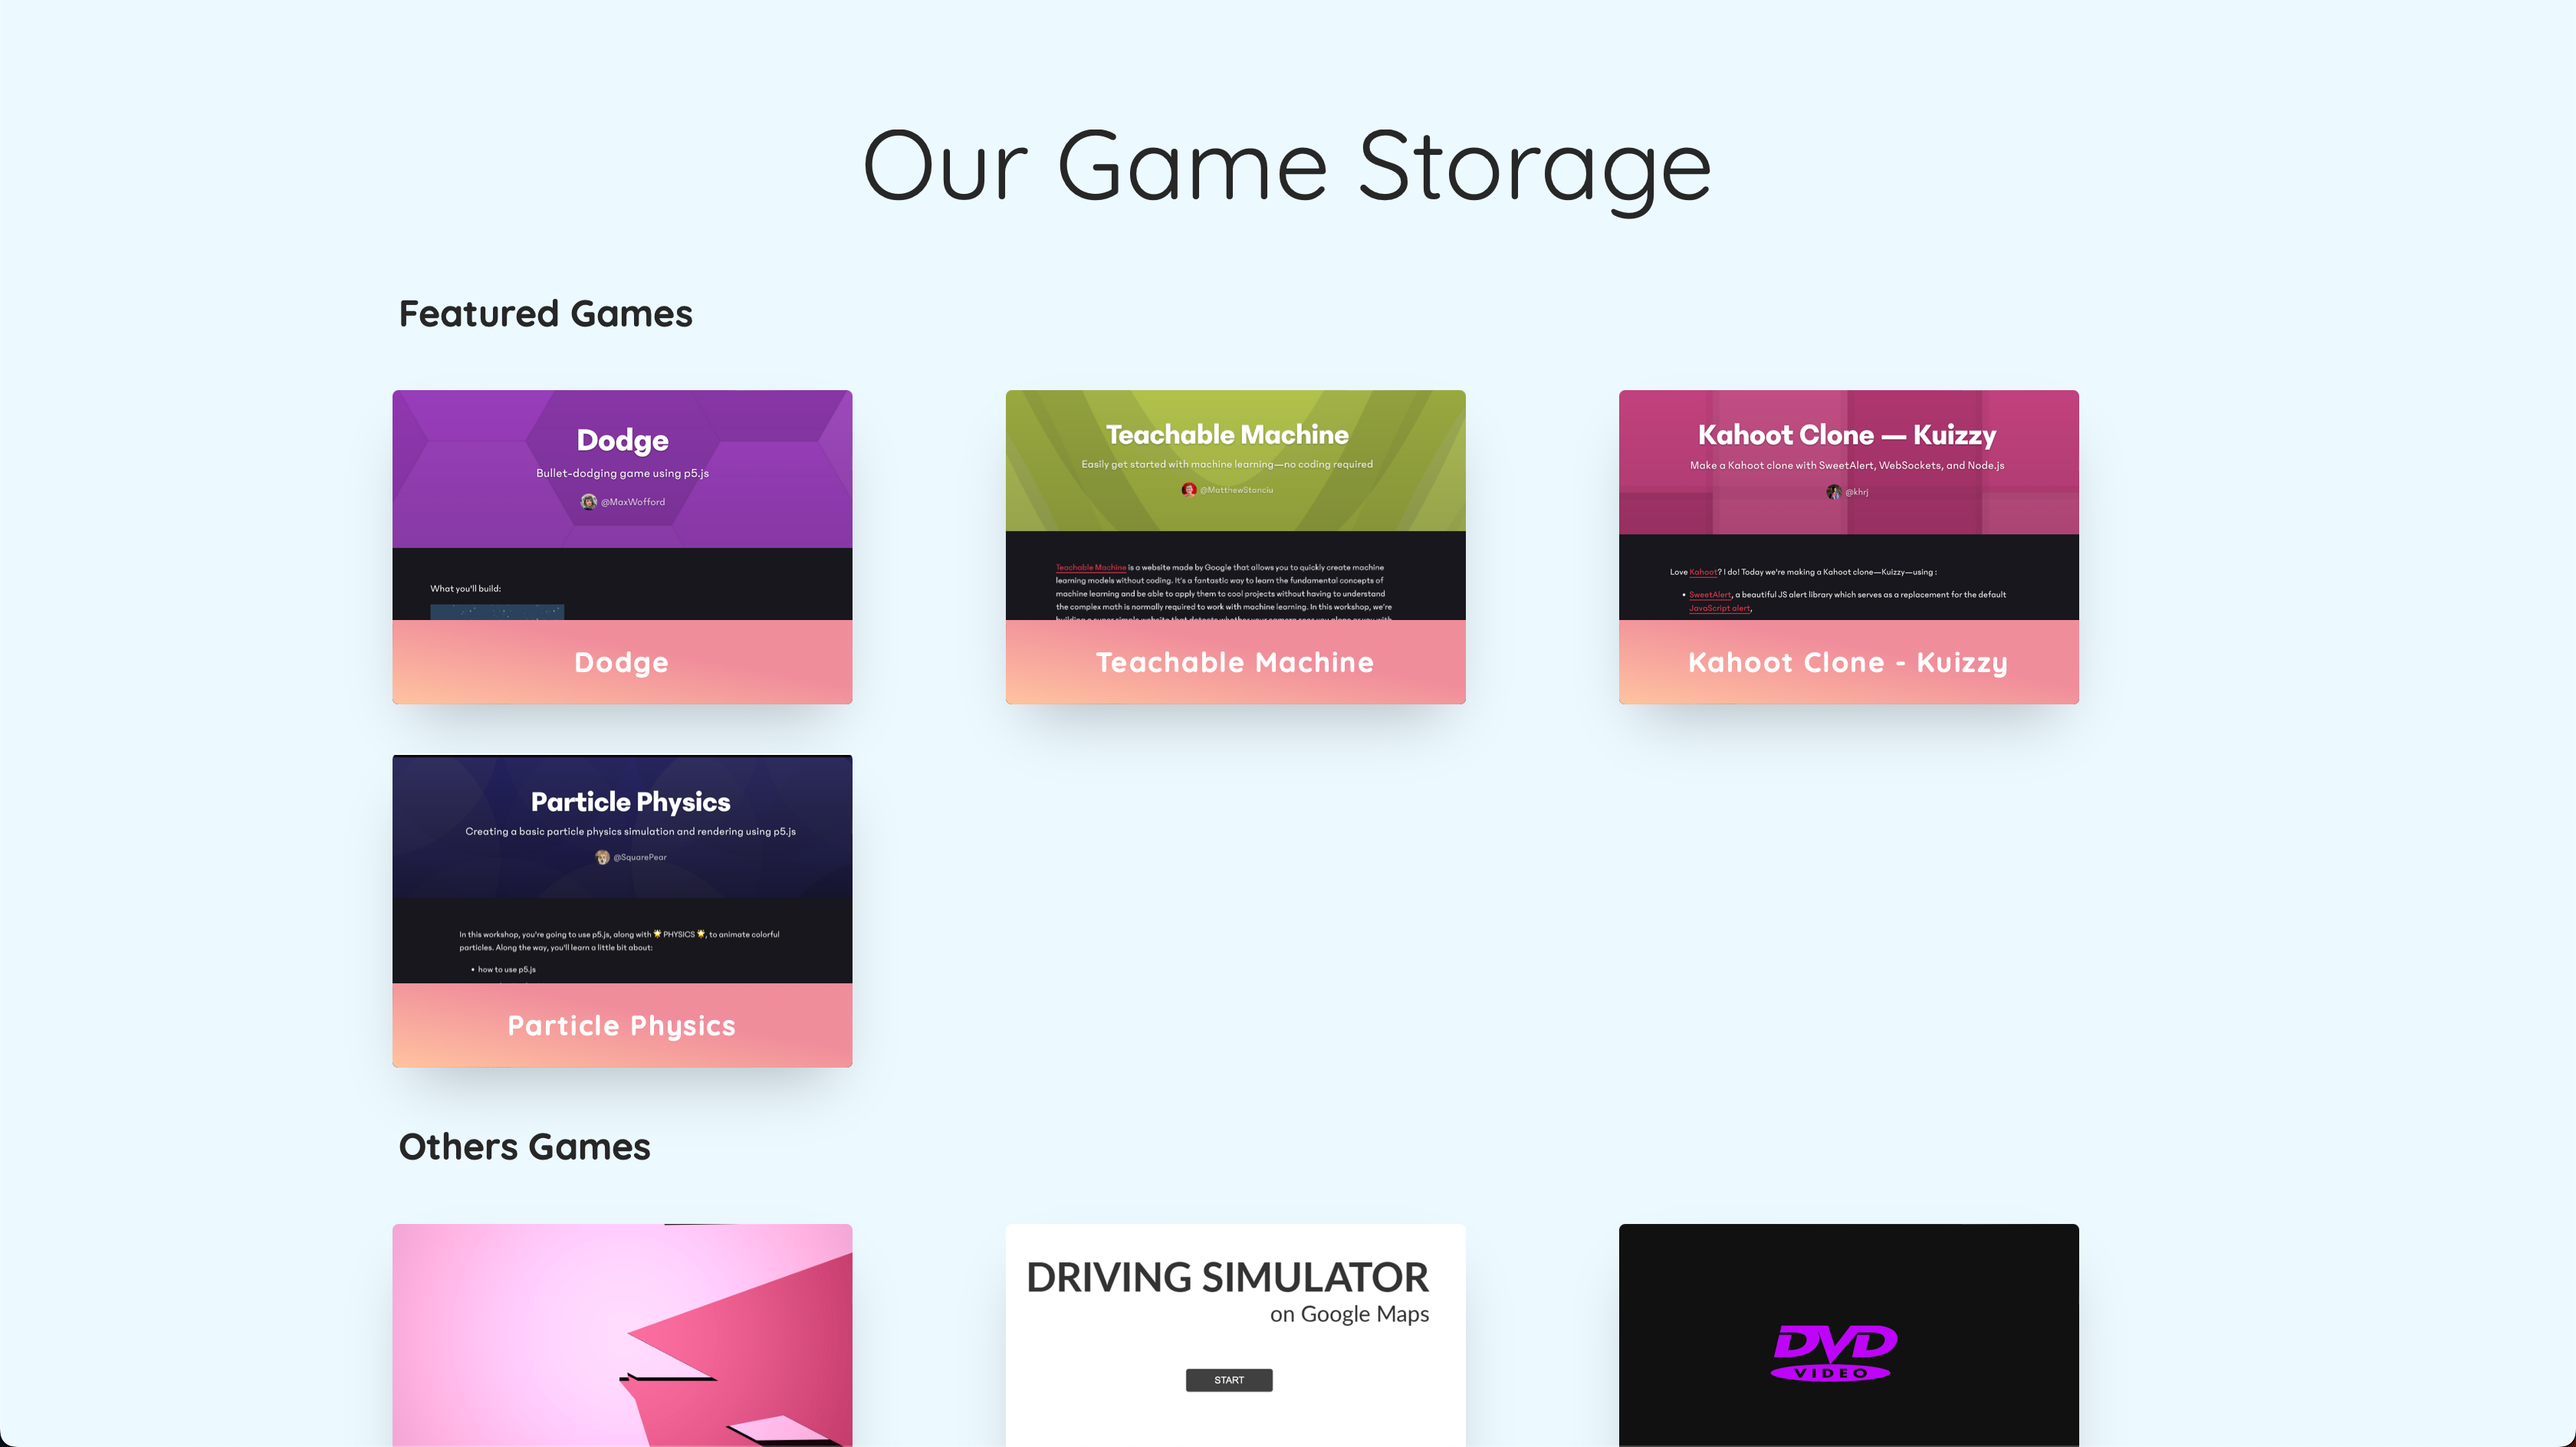 Our Game Storage
Featured Games
Dodge
Bullet-dodging game using p5.js
@MaxWofford
What you'll build:
Dodge
Teachable Machine
Easily get started with machine learning—no coding required
@MatthewStanciu
Teachable Machine is a website made by Google that allows you to quickly create machine
learning models without coding. It's a fantastic way to learn the fundamental concepts of
machine learning and be able to apply them to cool projects without having to understand
the complex math is normally required to work with machine learning. In this workshop, we're
Teachable Machine
Kahoot Clone — Kuizzy
Make a Kahoot clone with SweetAlert, WebSockets, and Node.js
@khrj
Love Kahoot? I do! Today we're making a Kahoot clone—Kuizzy—using :
• SweetAlert, a beautiful JS alert library which serves as a replacement for the default
JavaScript alert,
Kahoot Clone - Kuizzy
Particle Physics
Creating a basic particle physics simulation and rendering using p5.js
@SquarePear
In this workshop, you're going to use p5.js, along with 🌟 PHYSICS 🌟, to animate colorful
particles. Along the way, you'll learn a little bit about:
• how to use p5.js
Particle Physics
Others Games
DRIVING SIMULATOR
on Google Maps
START
DVD
VIDEO